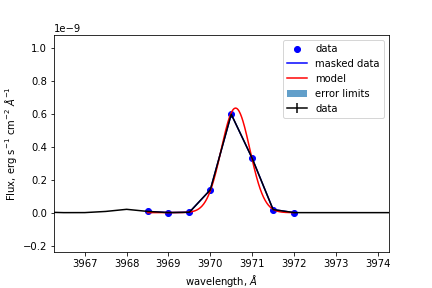 1e−9
1.0
0.8
0.6
0.4
0.2
0.0
−0.2
Flux, erg s⁻¹ cm⁻² Å⁻¹
data
masked data
model
error limits
data
3967 3968 3969 3970 3971 3972 3973 3974
wavelength, Å